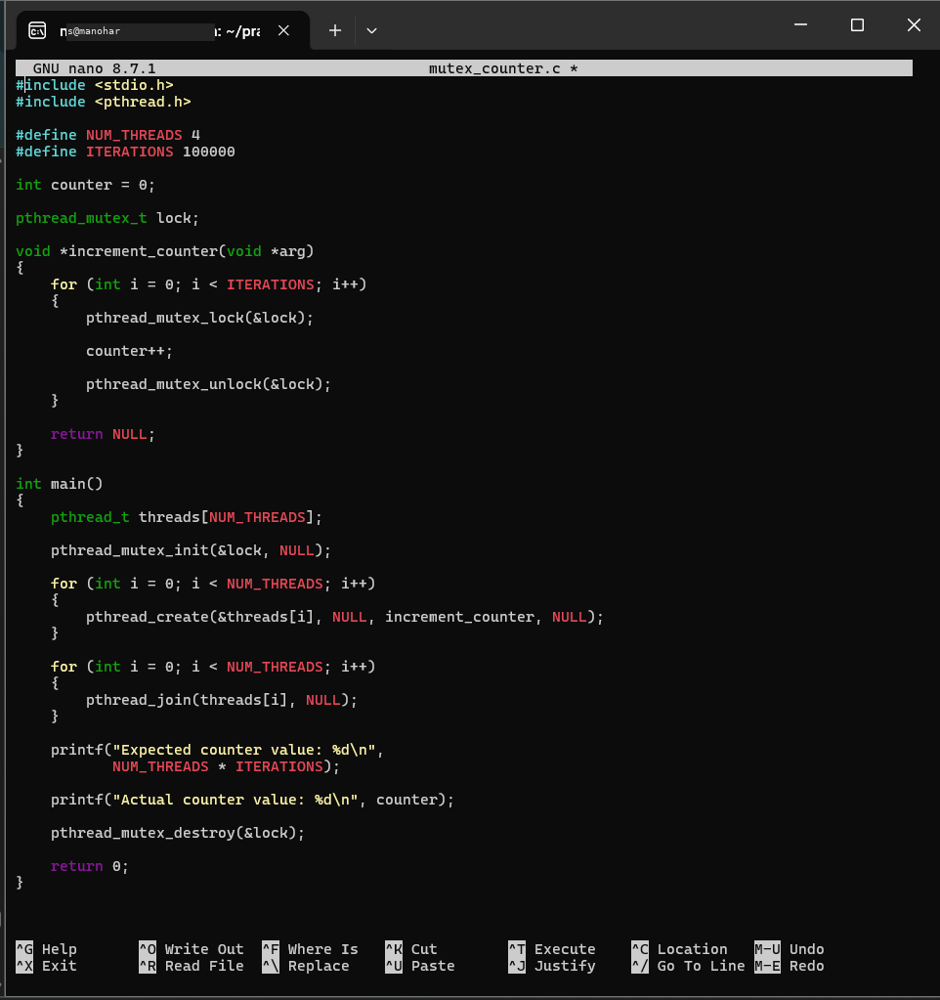 s@manohar : ~/pra
GNU nano 8.7.1 mutex_counter.c *
#include <stdio.h>
#include <pthread.h>

#define NUM_THREADS 4
#define ITERATIONS 100000

int counter = 0;

pthread_mutex_t lock;

void *increment_counter(void *arg)
{
    for (int i = 0; i < ITERATIONS; i++)
    {
        pthread_mutex_lock(&lock);

        counter++;

        pthread_mutex_unlock(&lock);
    }

    return NULL;
}

int main()
{
    pthread_t threads[NUM_THREADS];

    pthread_mutex_init(&lock, NULL);

    for (int i = 0; i < NUM_THREADS; i++)
    {
        pthread_create(&threads[i], NULL, increment_counter, NULL);
    }

    for (int i = 0; i < NUM_THREADS; i++)
    {
        pthread_join(threads[i], NULL);
    }

    printf("Expected counter value: %d\n",
           NUM_THREADS * ITERATIONS);

    printf("Actual counter value: %d\n", counter);

    pthread_mutex_destroy(&lock);

    return 0;
}

^G Help ^O Write Out ^F Where Is ^K Cut ^T Execute ^C Location M-U Undo
^X Exit ^R Read File ^\ Replace ^U Paste ^J Justify ^/ Go To Line M-E Redo